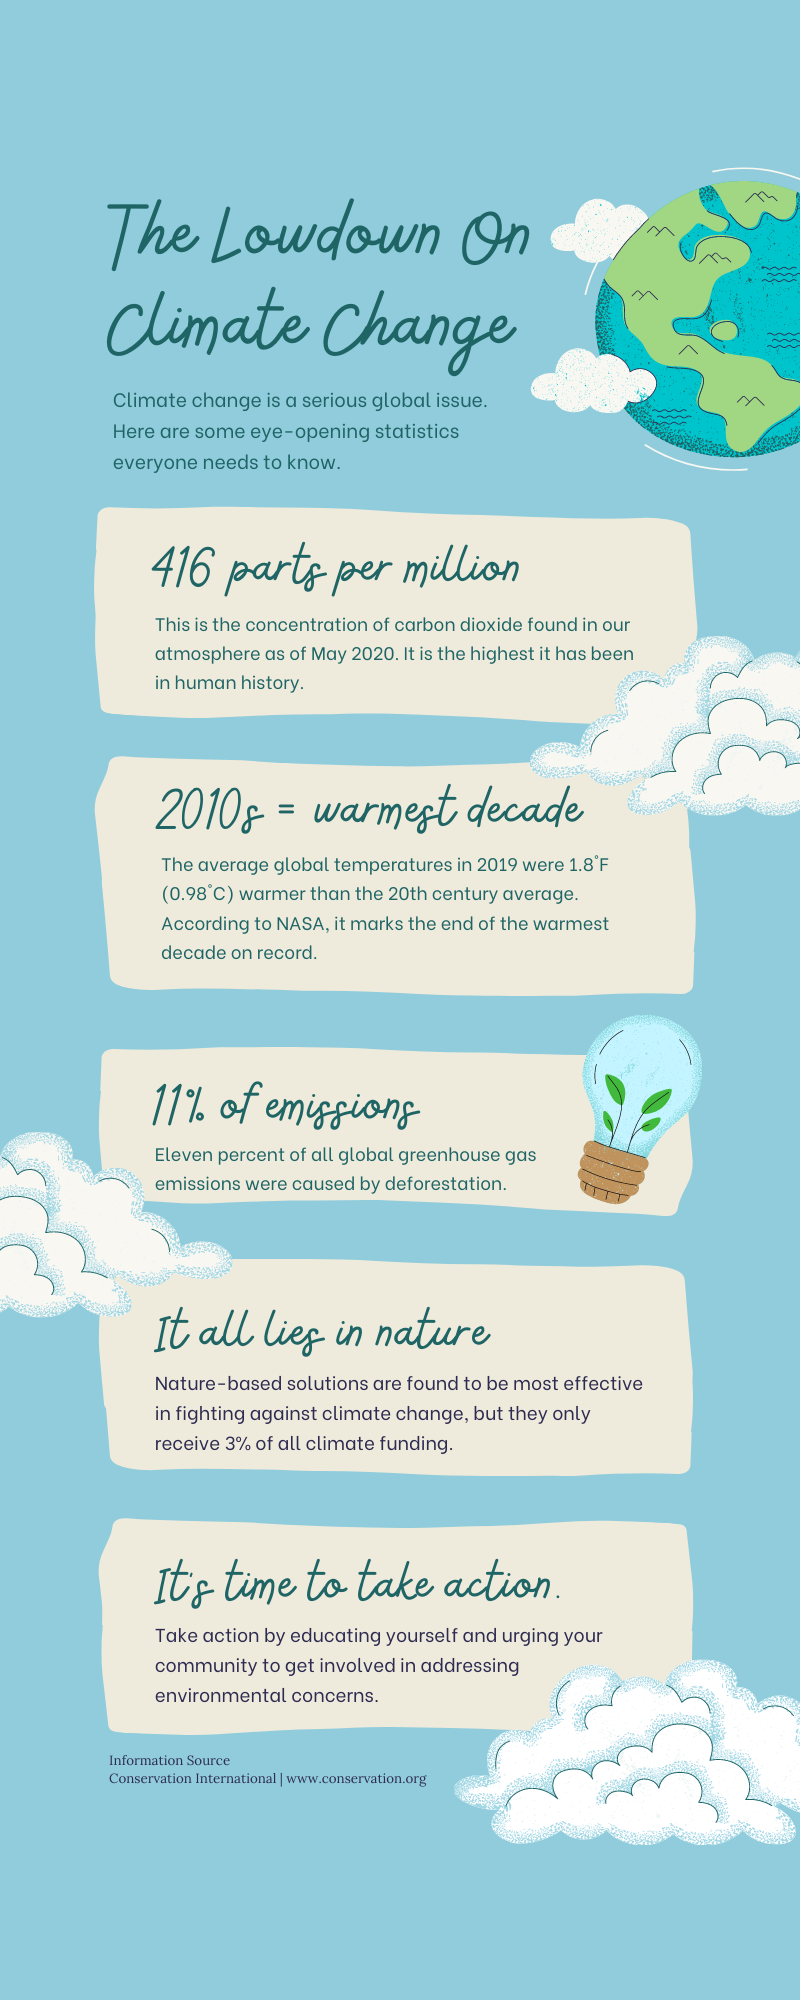 The Lowdown On
Climate Change
Climate change is a serious global issue.
Here are some eye-opening statistics
everyone needs to know.
416 parts per million
This is the concentration of carbon dioxide found in our
atmosphere as of May 2020. It is the highest it has been
in human history.
2010s = warmest decade
The average global temperatures in 2019 were 1.8°F
(0.98°C) warmer than the 20th century average.
According to NASA, it marks the end of the warmest
decade on record.
11% of emissions
Eleven percent of all global greenhouse gas
emissions were caused by deforestation.
It all lies in nature
Nature-based solutions are found to be most effective
in fighting against climate change, but they only
receive 3% of all climate funding.
It's time to take action.
Take action by educating yourself and urging your
community to get involved in addressing
environmental concerns.
Information Source
Conservation International | www.conservation.org